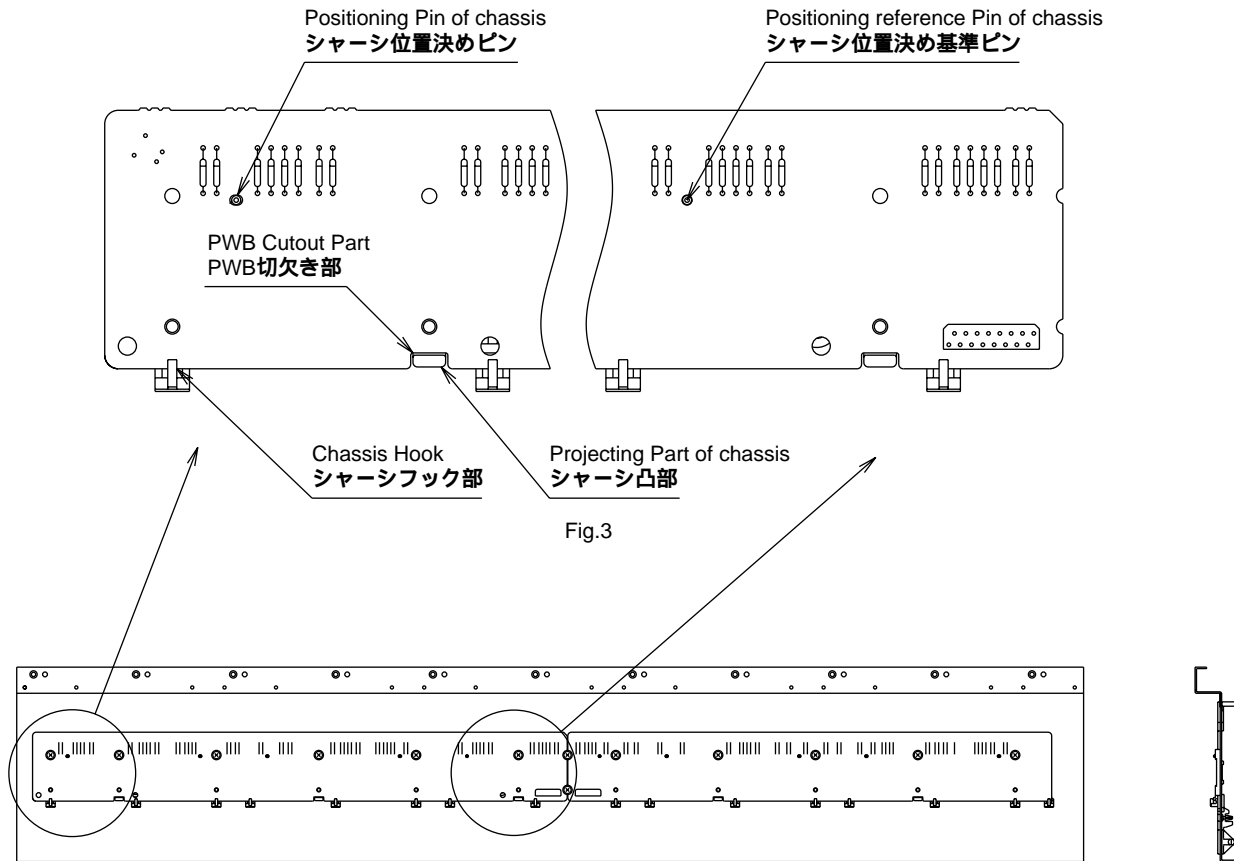 Positioning Pin of chassis
シャーシ位置決めピン
Positioning reference Pin of chassis
シャーシ位置決め基準ピン
PWB Cutout Part
PWB切欠き部
Chassis Hook
シャーシフック部
Projecting Part of chassis
シャーシ凸部
Fig.3